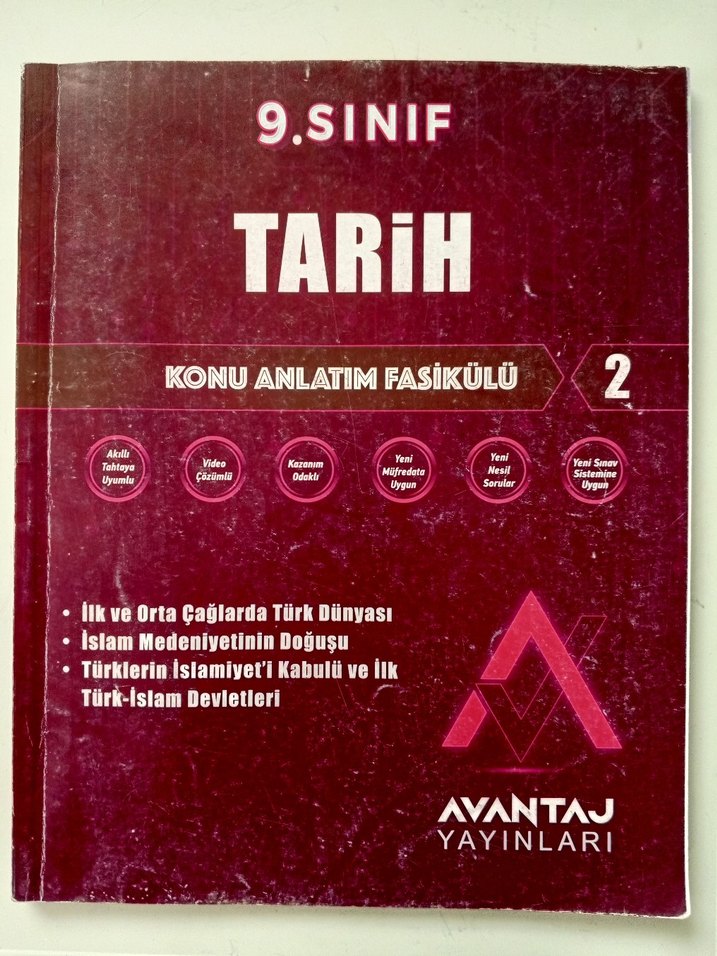 9.SINIF
TARiH
KONU ANLATIM FASİKÜLÜ
2
Akıllı
Tahtaya
Uyumlu
Video
Çözümlü
Kazanım
Odaklı
Yeni
Müfredata
Uygun
Yeni
Nesil
Sorular
Yeni Sınav
Sistemine
Uygun
• İlk ve Orta Çağlarda Türk Dünyası
• İslam Medeniyetinin Doğuşu
• Türklerin İslamiyet'i Kabulü ve İlk
Türk-İslam Devletleri
AVANTAJ
YAYINLARI